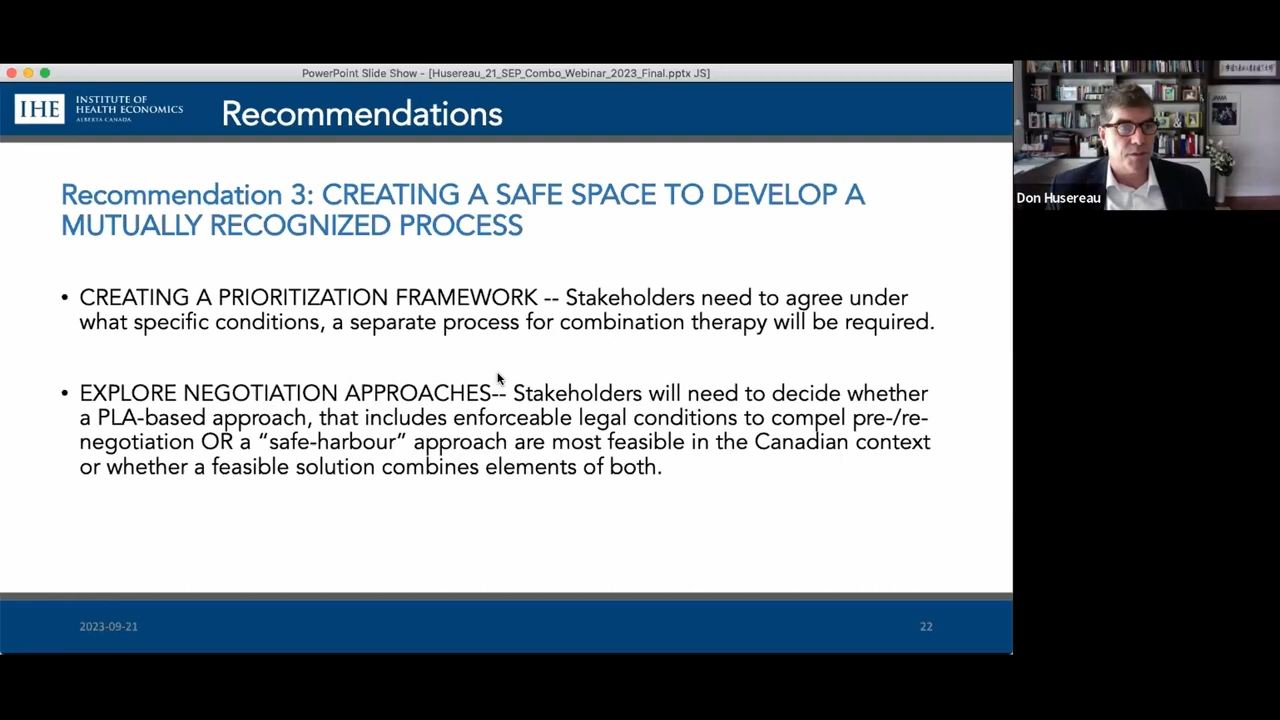 PowerPoint Slide Show - [Husereau_21_SEP_Combo_Webinar_2023_Final.pptx JS]
IHE
INSTITUTE OF
HEALTH ECONOMICS
ALBERTA CANADA
Recommendations
Recommendation 3: CREATING A SAFE SPACE TO DEVELOP A
MUTUALLY RECOGNIZED PROCESS
• CREATING A PRIORITIZATION FRAMEWORK -- Stakeholders need to agree under
what specific conditions, a separate process for combination therapy will be required.
• EXPLORE NEGOTIATION APPROACHES-- Stakeholders will need to decide whether
a PLA-based approach, that includes enforceable legal conditions to compel pre-/re-
negotiation OR a “safe-harbour” approach are most feasible in the Canadian context
or whether a feasible solution combines elements of both.
2023-09-21
22
JAMA
Don Husereau